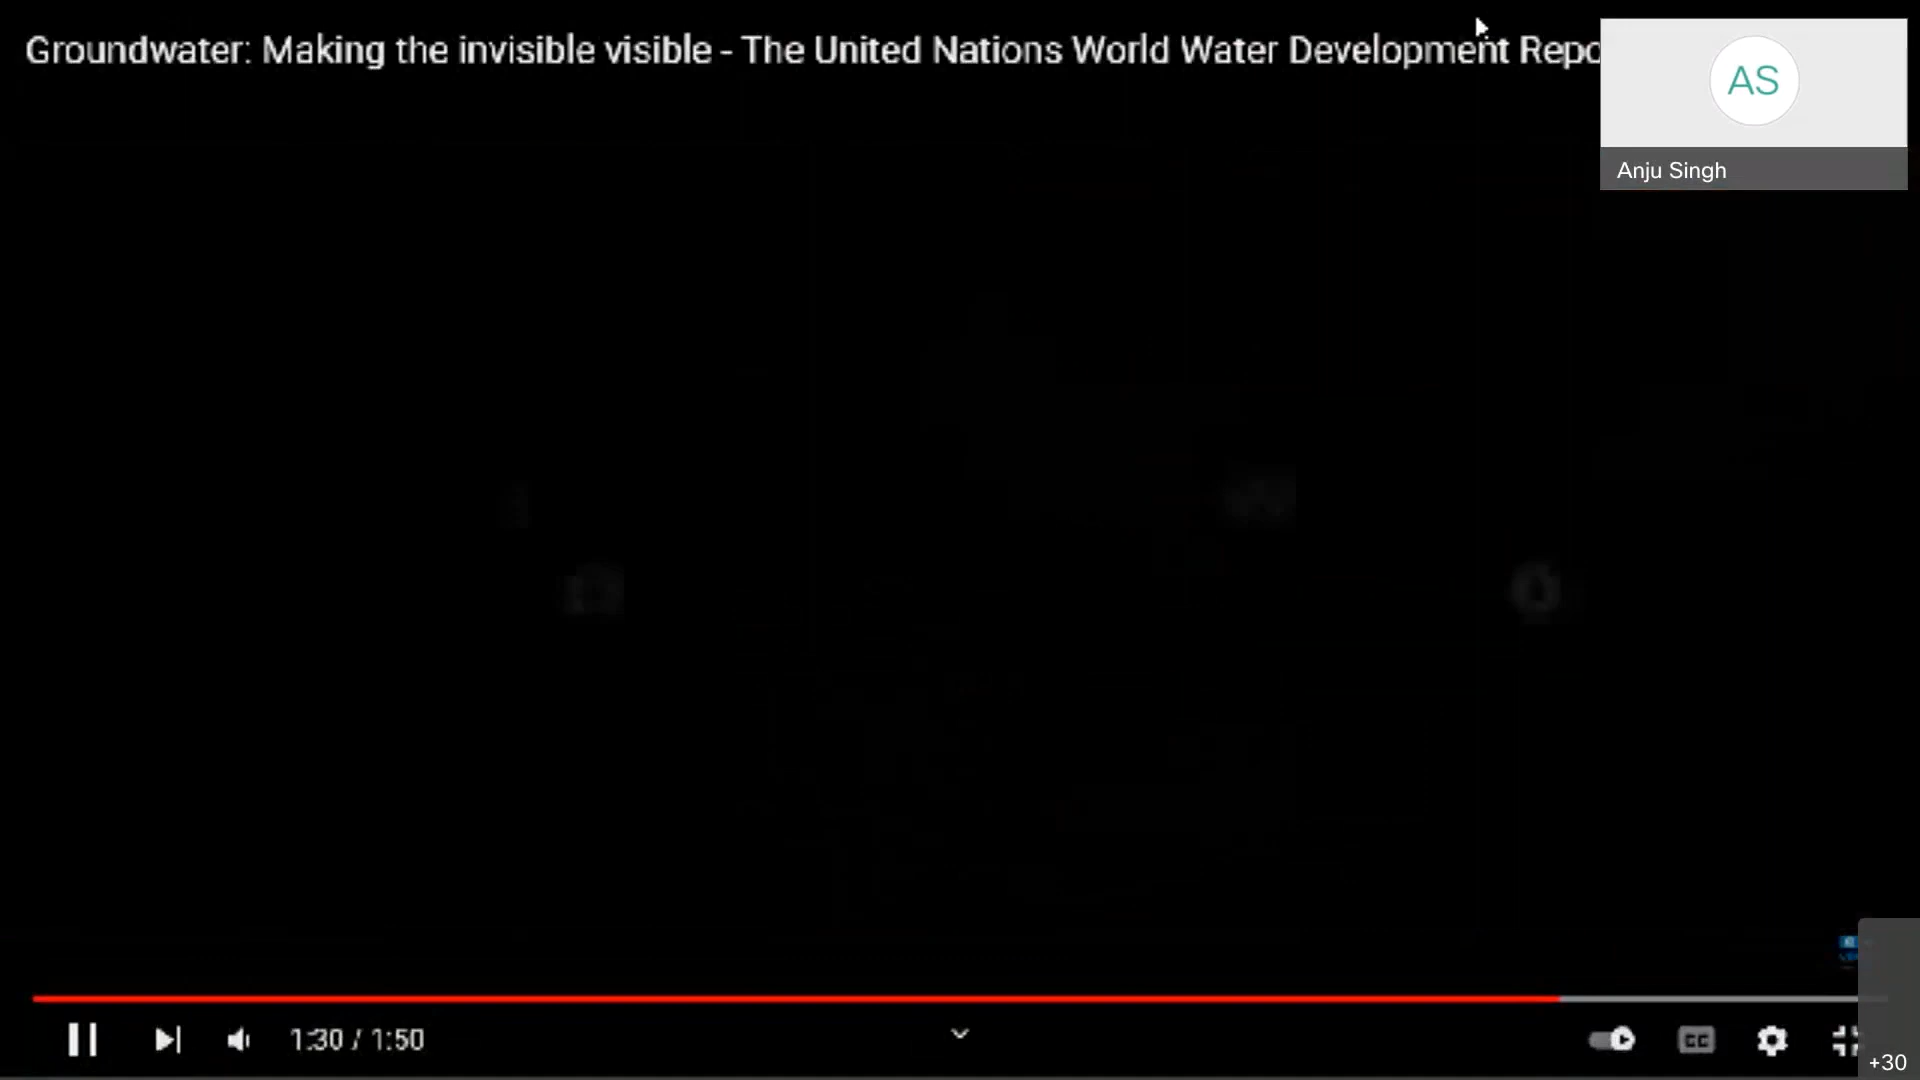 Groundwater: Making the invisible visible - The United Nations World Water Development Repo
AS
Anju Singh
1:30 / 1:50
CC
+30